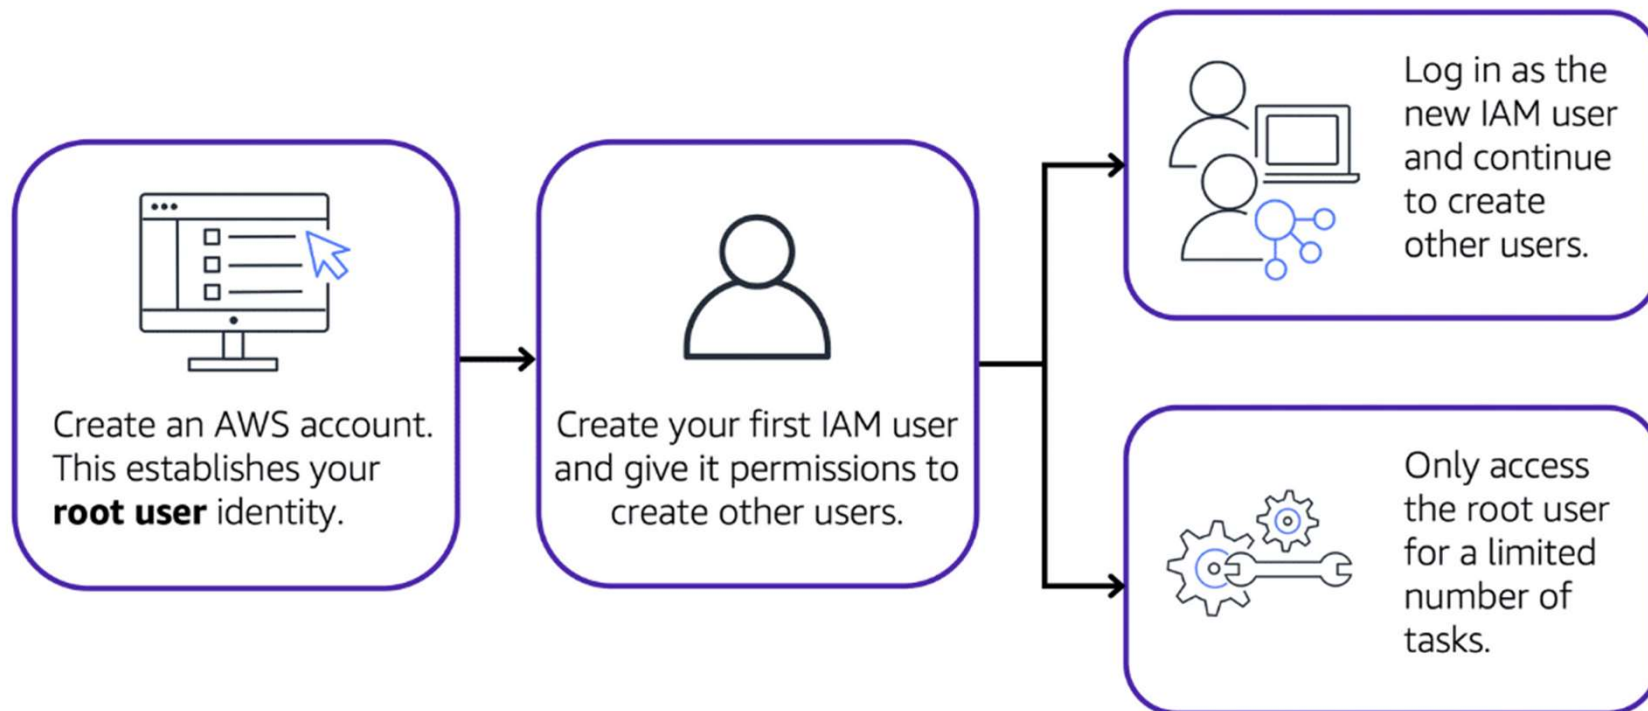 Create an AWS account.
This establishes your
root user identity.
Create your first IAM user
and give it permissions to
create other users.
Log in as the
new IAM user
and continue
to create
other users.
Only access
the root user
for a limited
number of
tasks.